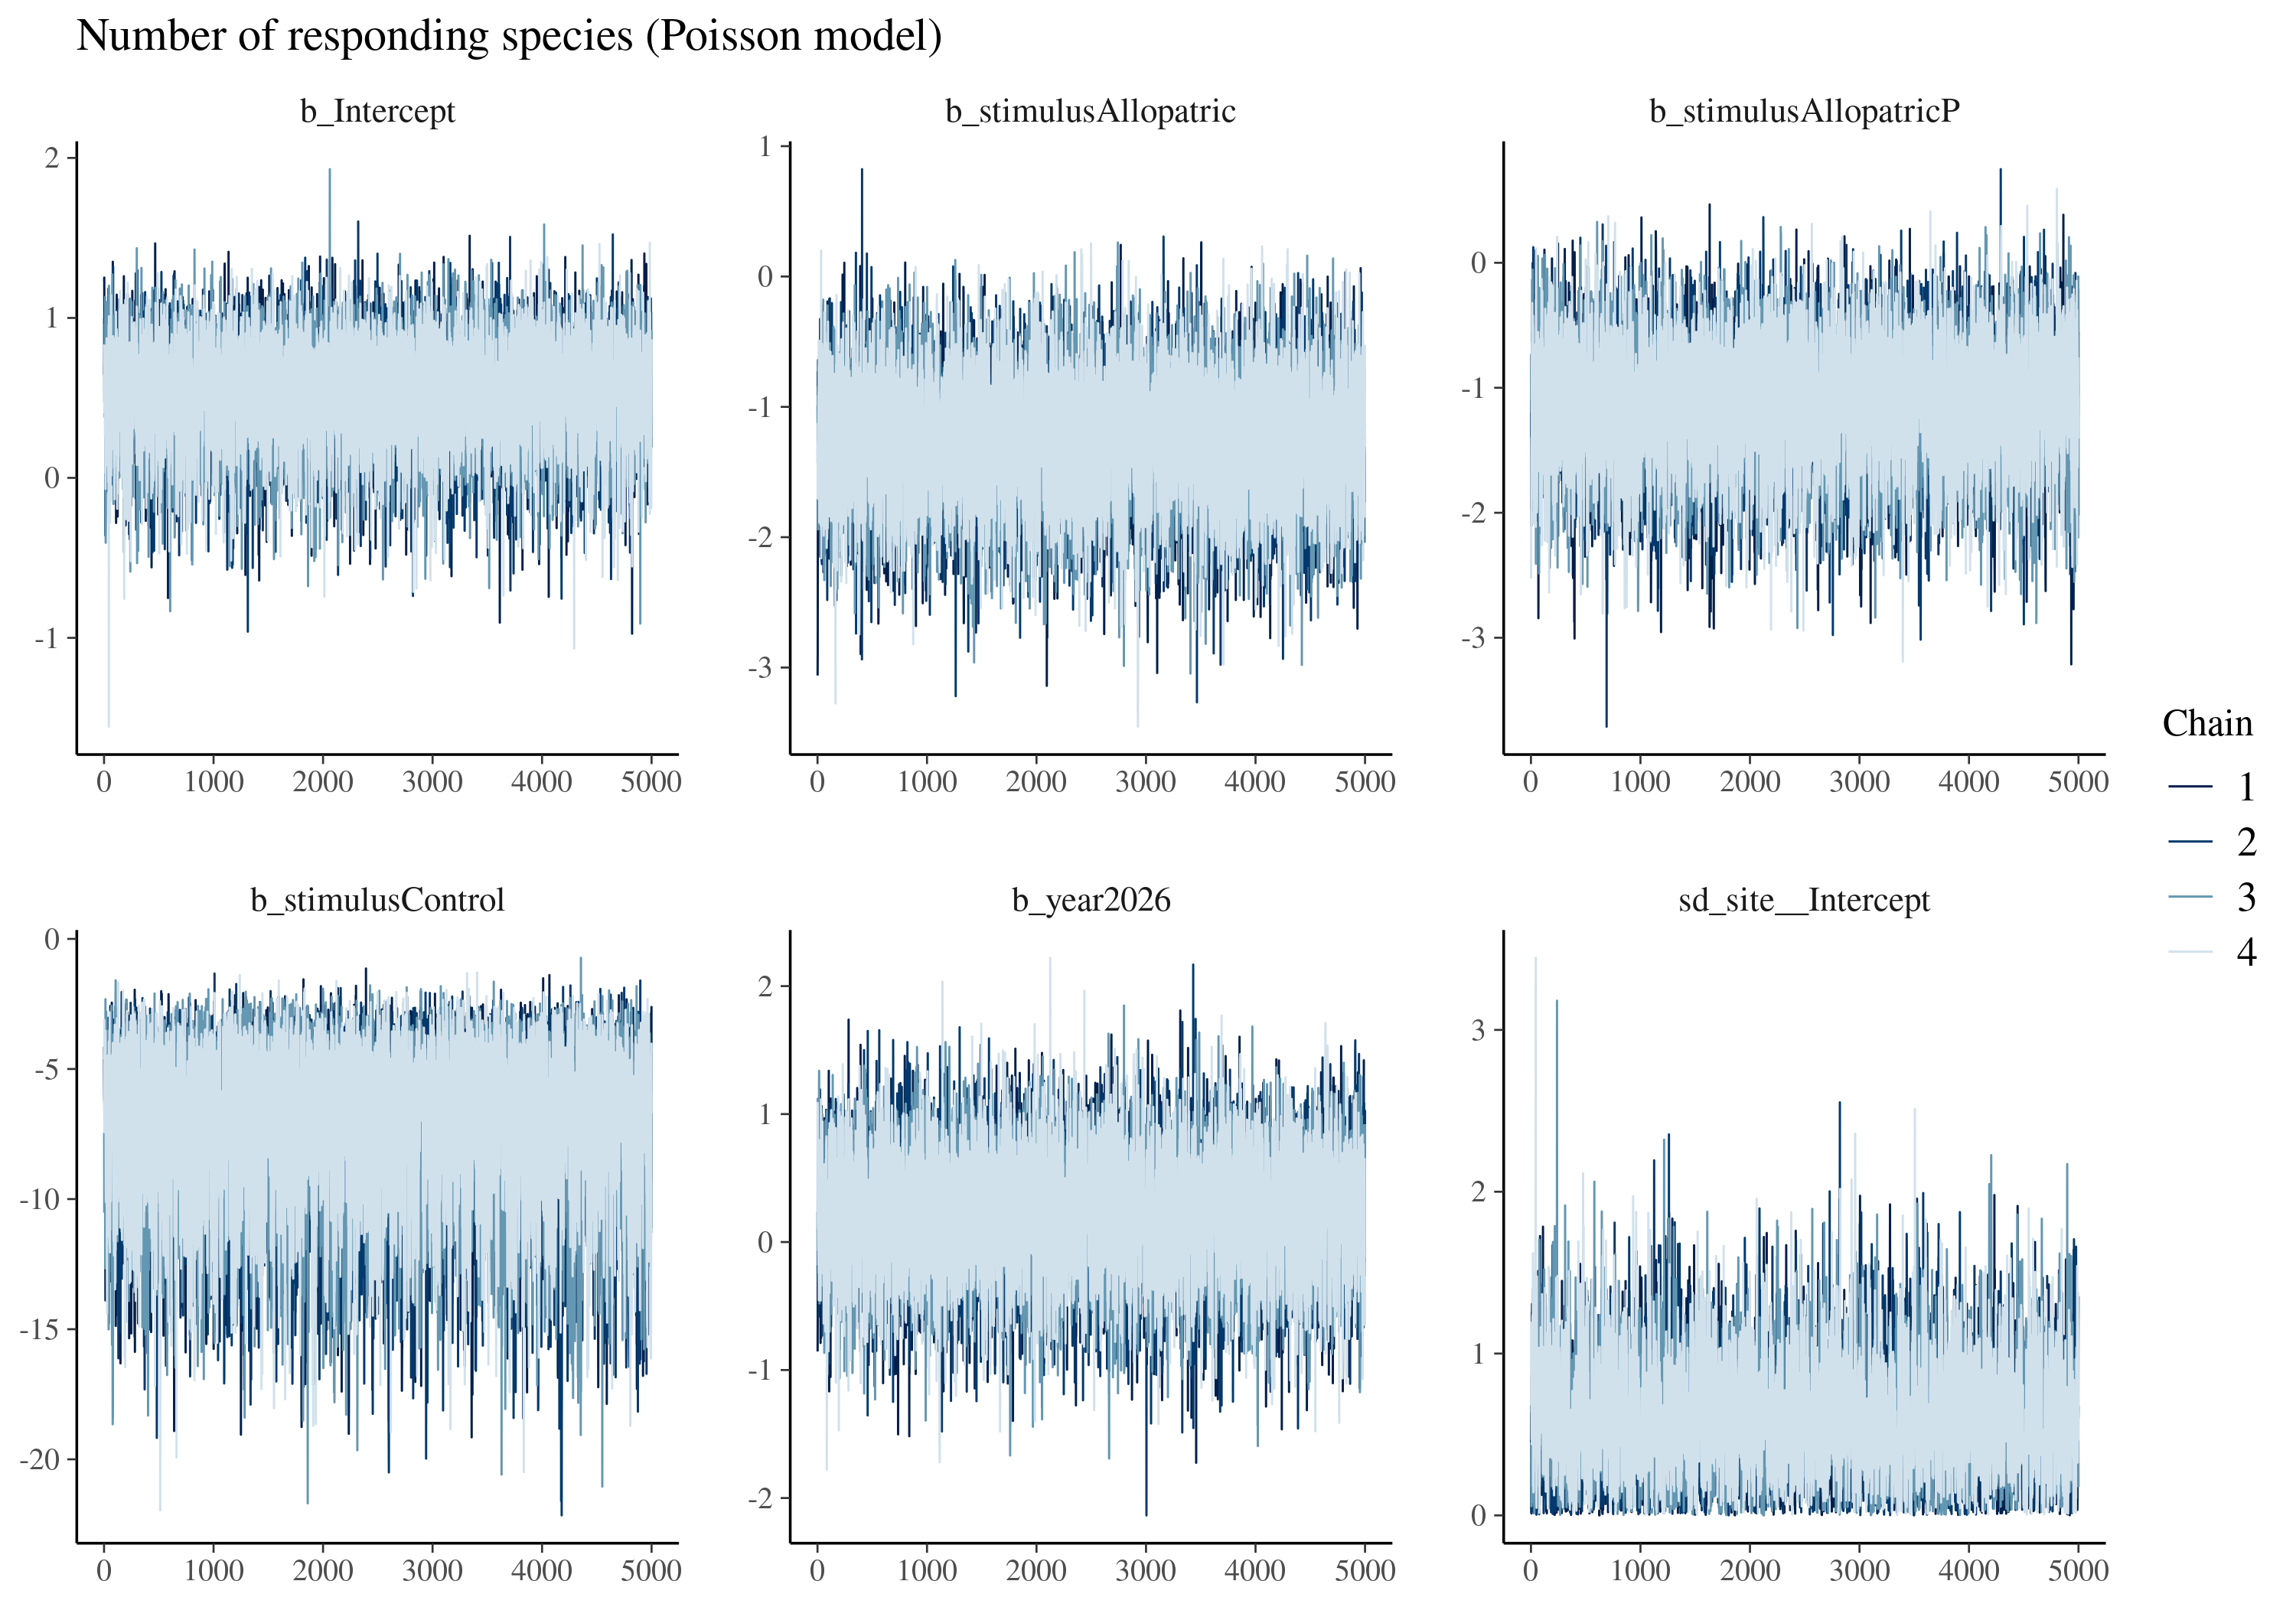 Number of responding species (Poisson model)
b_Intercept
b_stimulusAllopatric
b_stimulusAllopatricP
2
1
0
-1
0 1000 2000 3000 4000 5000
1
0
-1
-2
-3
0 1000 2000 3000 4000 5000
0
-1
-2
-3
0 1000 2000 3000 4000 5000
b_stimulusControl
b_year2026
sd_site__Intercept
0
-5
-10
-15
-20
0 1000 2000 3000 4000 5000
2
1
0
-1
-2
0 1000 2000 3000 4000 5000
3
2
1
0
0 1000 2000 3000 4000 5000
Chain
1
2
3
4